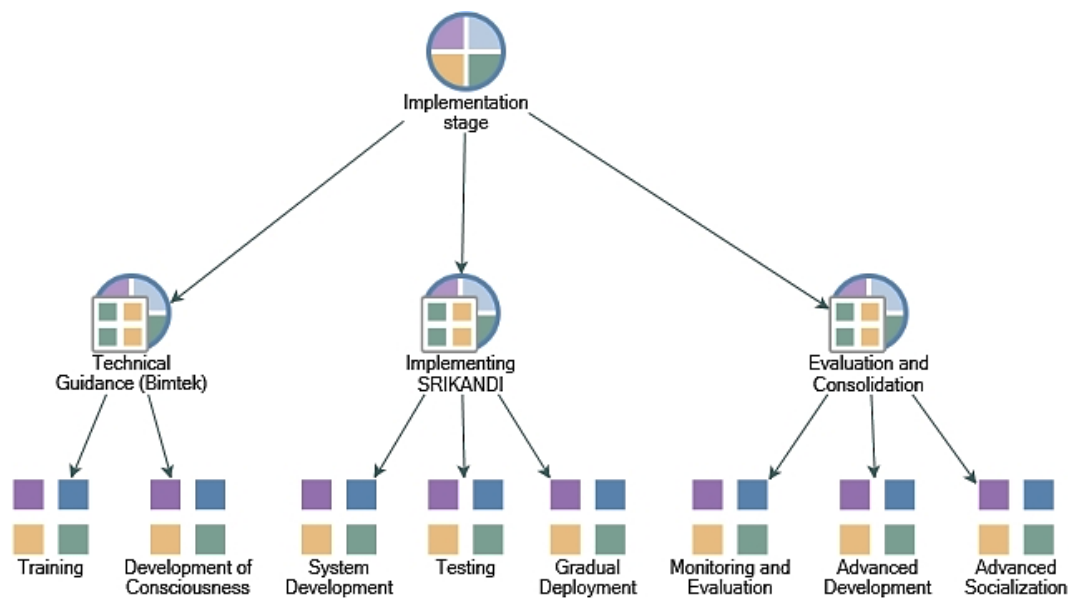 Implementation
stage
Technical
Guidance (Bimtek)
Implementing
SRIKANDI
Evaluation and
Consolidation
Training
Development of
Consciousness
System
Development
Testing
Gradual
Deployment
Monitoring and
Evaluation
Advanced
Development
Advanced
Socialization